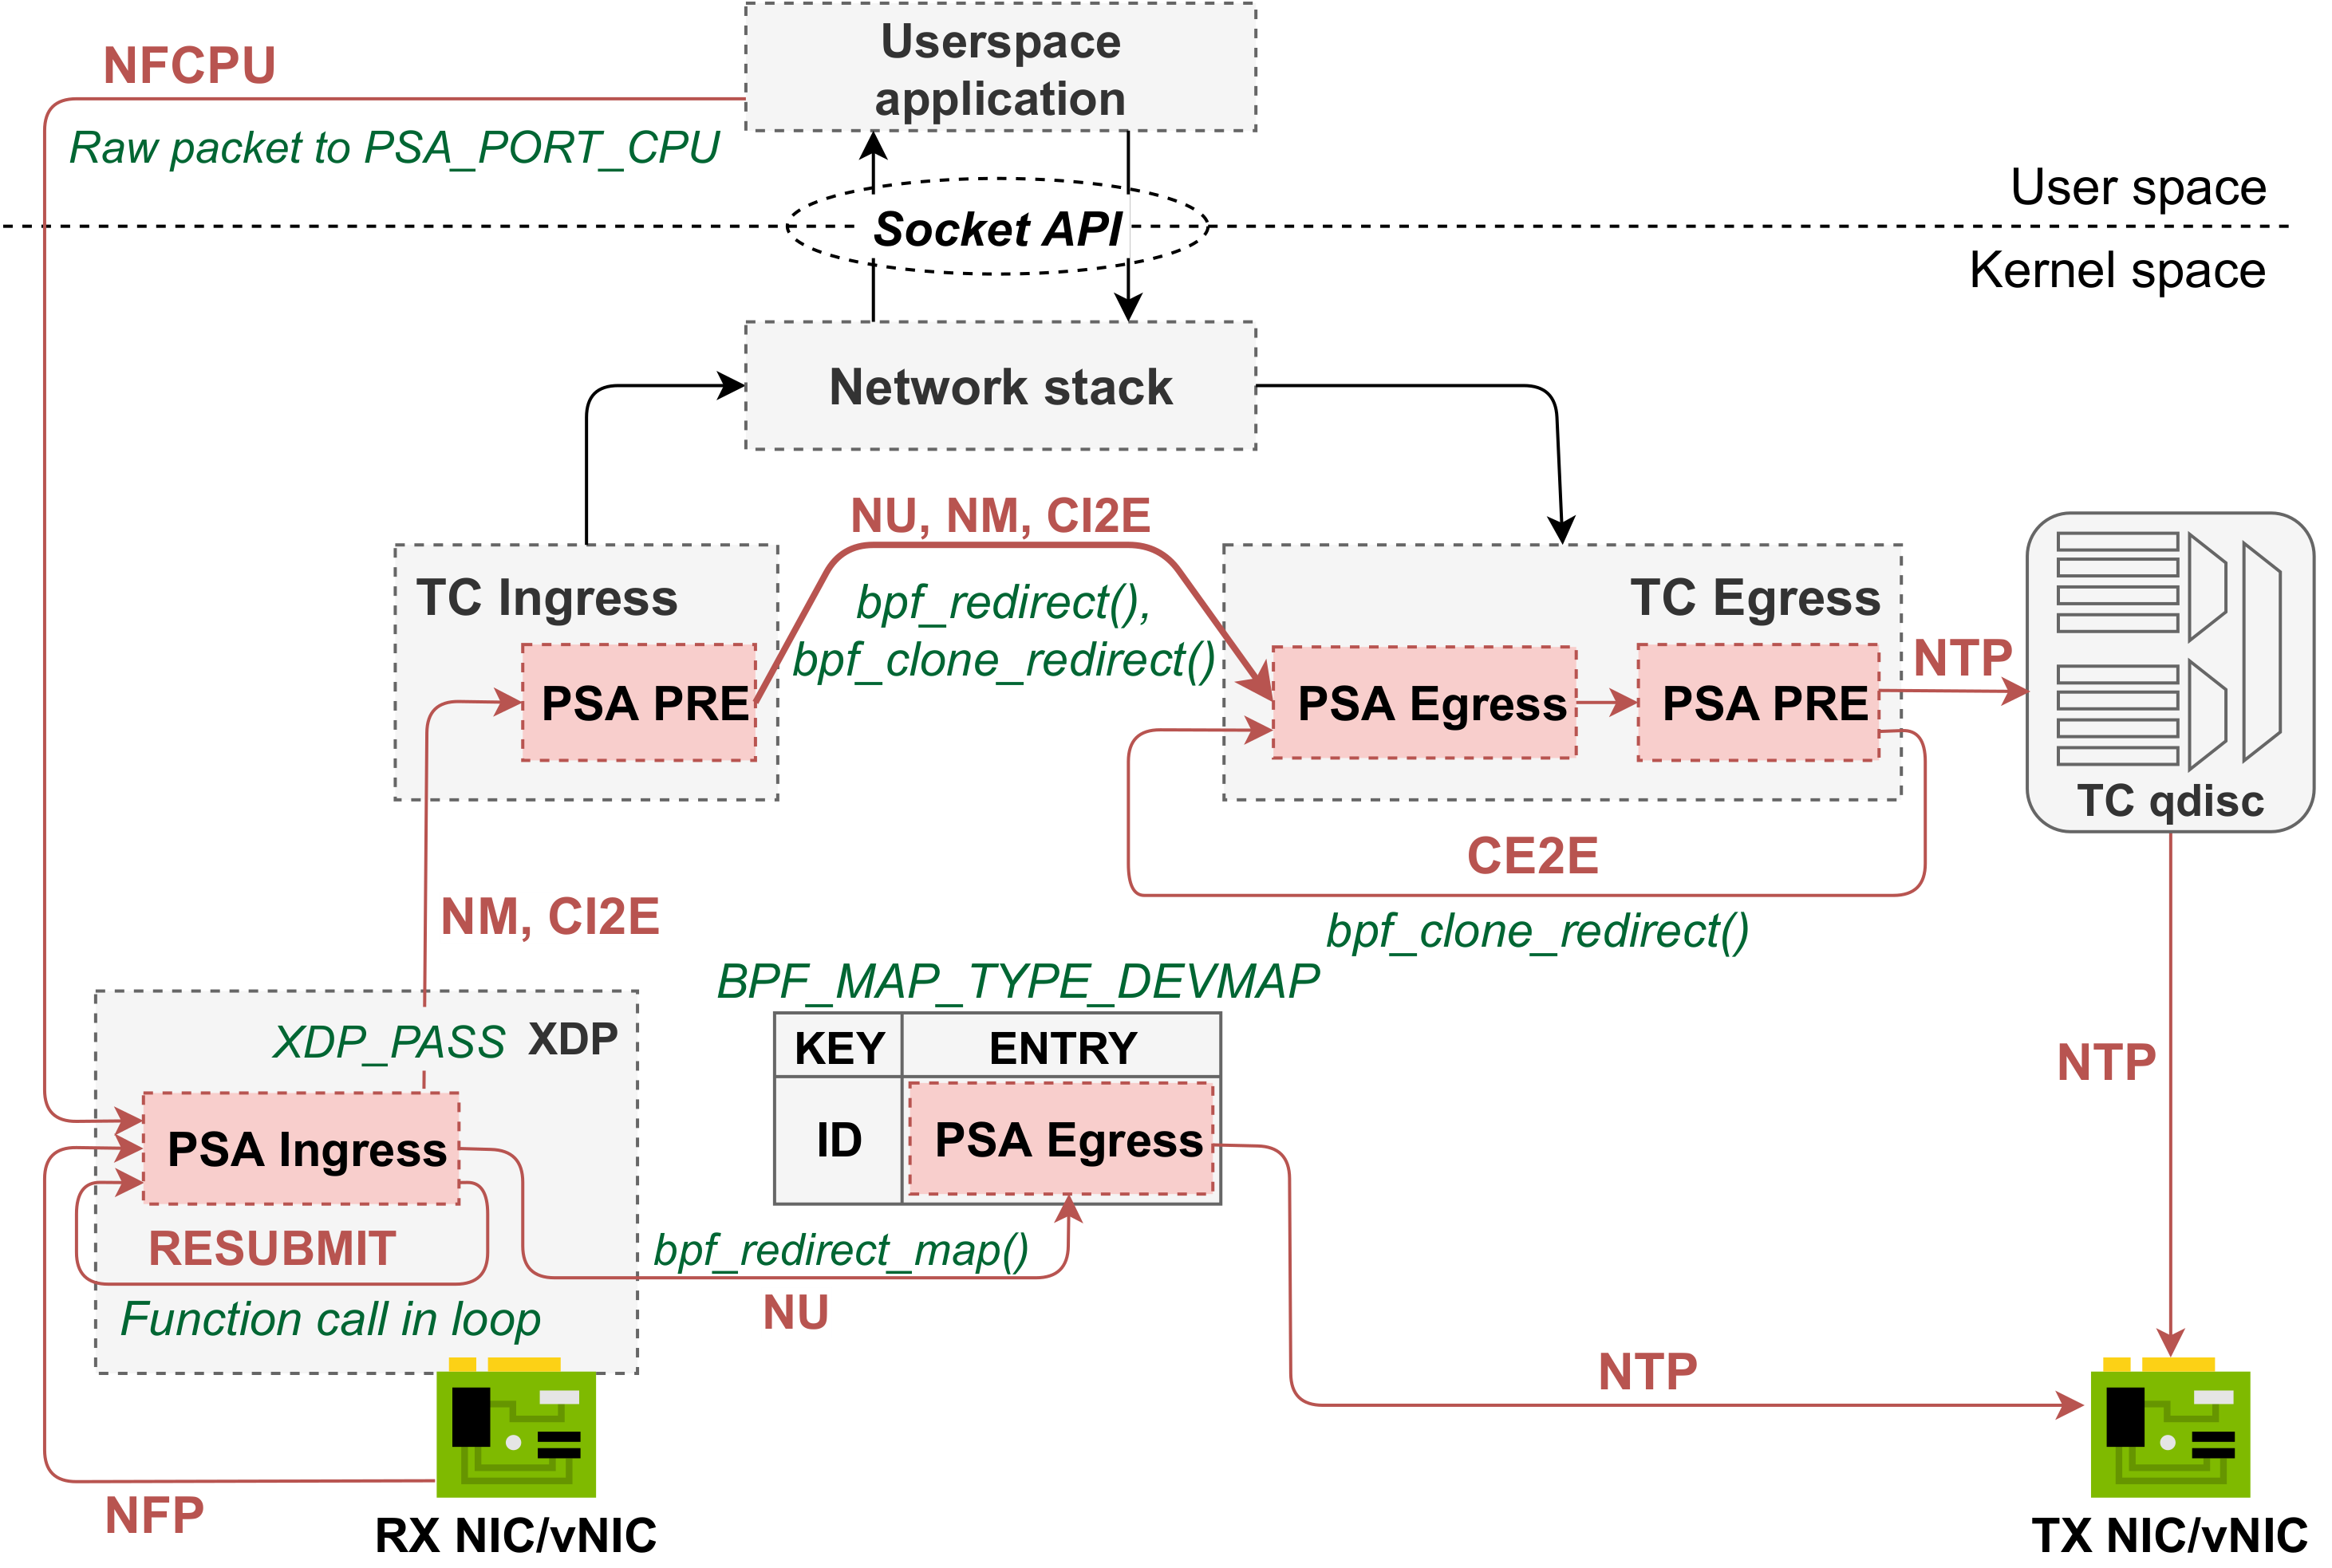 Userspace
application
NFCPU
Raw packet to PSA_PORT_CPU
User space
Socket API
Kernel space
Network stack
NU, NM, CI2E
TC Ingress
bpf_redirect(),
bpf_clone_redirect()
TC Egress
NTP
PSA PRE
PSA Egress
PSA PRE
TC qdisc
CE2E
NM, CI2E
bpf_clone_redirect()
BPF_MAP_TYPE_DEVMAP
XDP_PASS XDP
KEY ENTRY
NTP
PSA Ingress
ID PSA Egress
RESUBMIT
bpf_redirect_map()
Function call in loop
NU
NTP
NFP
RX NIC/vNIC
TX NIC/vNIC